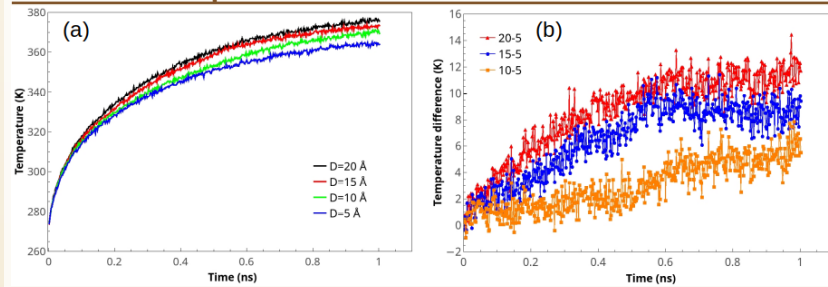 (a)
380
360
340
320
300
280
260
Temperature (K)
D=20 Å
D=15 Å
D=10 Å
D=5 Å
0 0.2 0.4 0.6 0.8 1
Time (ns)
(b)
16
14
12
10
8
6
4
2
0
−2
Temperature difference (K)
20-5
15-5
10-5
0 0.2 0.4 0.6 0.8 1
Time (ns)